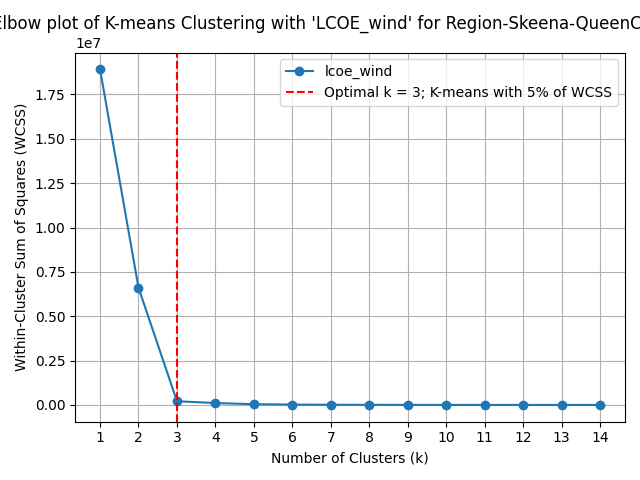 Elbow plot of K-means Clustering with 'LCOE_wind' for Region-Skeena-QueenC
1e7
lcoe_wind
Optimal k = 3; K-means with 5% of WCSS
1.75
1.50
1.25
1.00
0.75
0.50
0.25
0.00
Within-Cluster Sum of Squares (WCSS)
1 2 3 4 5 6 7 8 9 10 11 12 13 14
Number of Clusters (k)